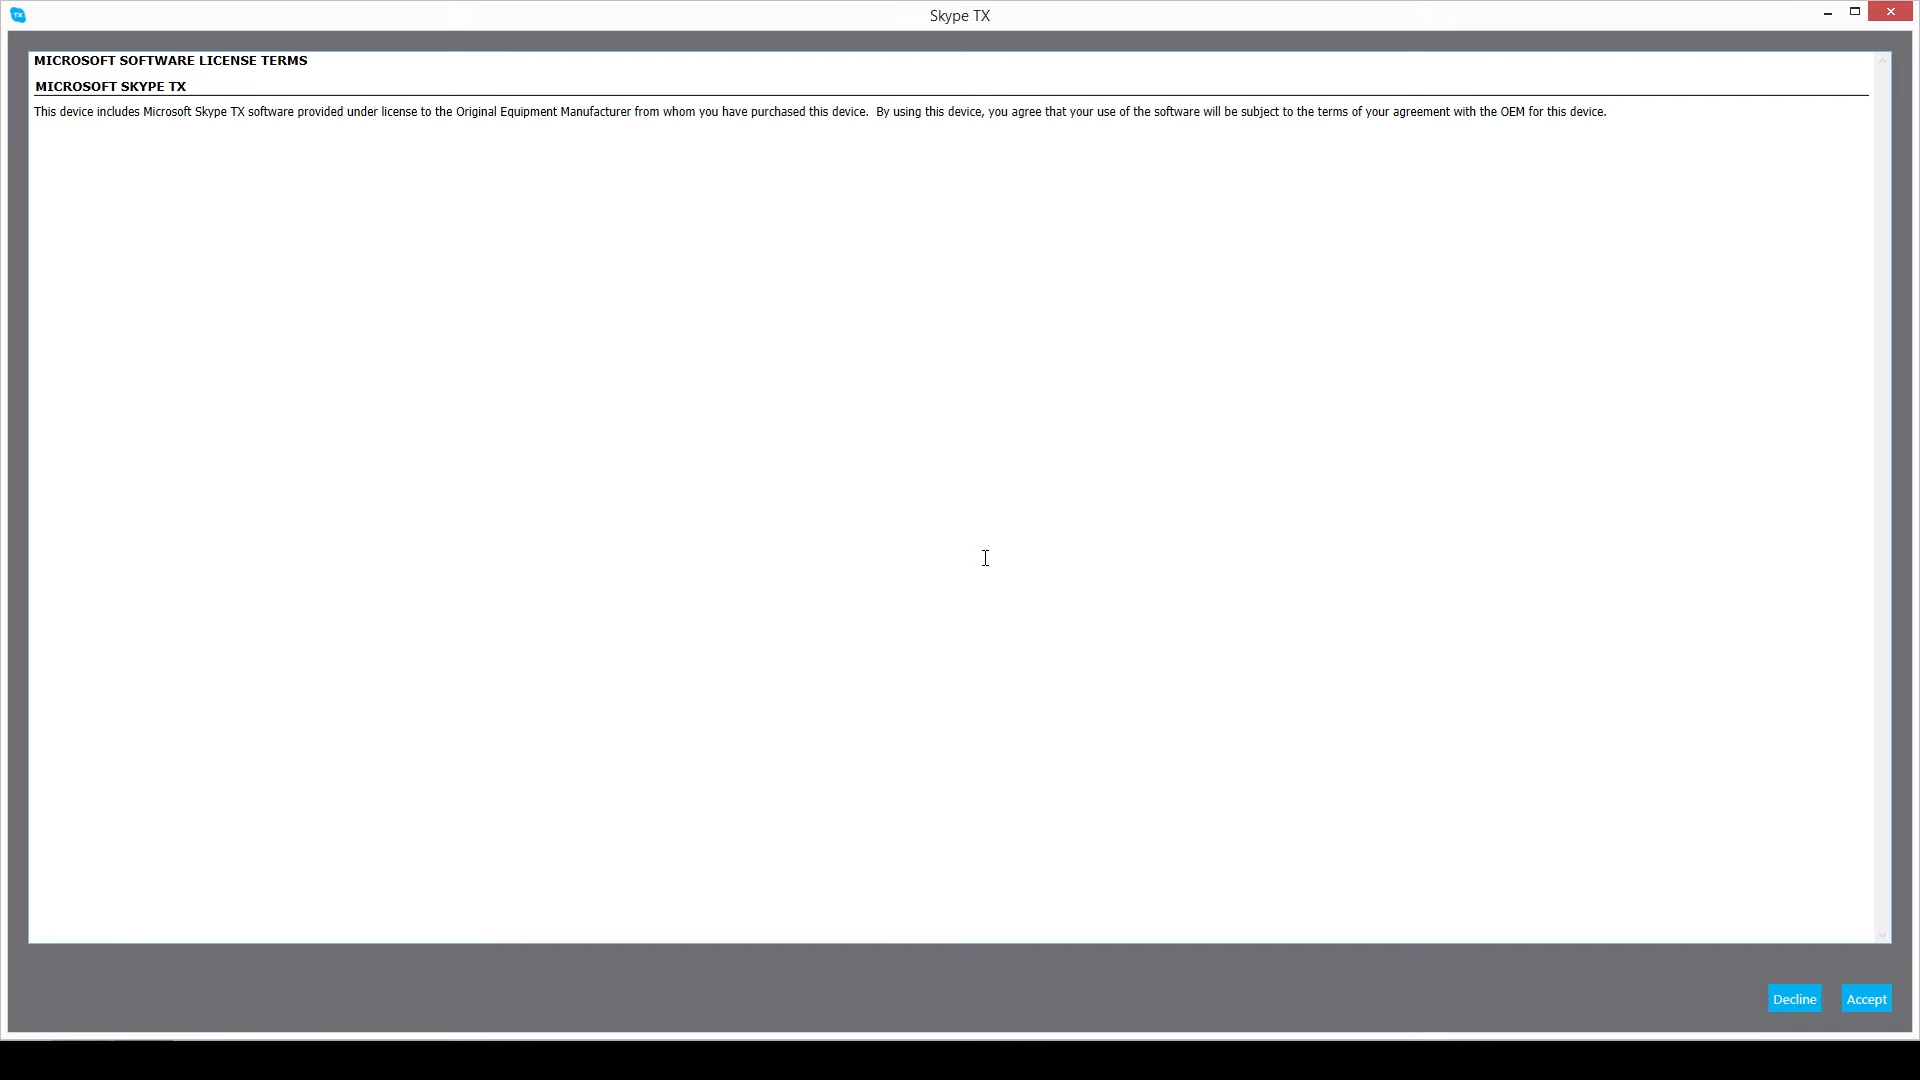 TX
Skype TX
MICROSOFT SOFTWARE LICENSE TERMS
MICROSOFT SKYPE TX
This device includes Microsoft Skype TX software provided under license to the Original Equipment Manufacturer from whom you have purchased this device.  By using this device, you agree that your use of the software will be subject to the terms of your agreement with the OEM for this device.
Decline
Accept